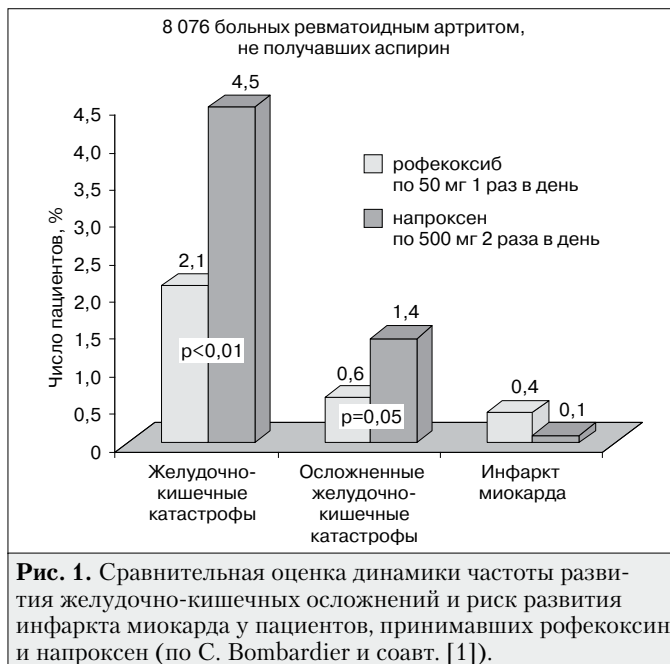 8 076 больных ревматоидным артритом,
не получавших аспирин
Число пациентов, %
4,5
4,0
3,5
3,0
2,5
2,0
1,5
1,0
0,5
0
2,1
4,5
p<0,01
0,6
1,4
p=0,05
0,4
0,1
рофекоксиб
по 50 мг 1 раз в день
напроксен
по 500 мг 2 раза в день
Желудочно-
кишечные
катастрофы
Осложненные
желудочно-
кишечные
катастрофы
Инфаркт
миокарда
Рис. 1. Сравнительная оценка динамики частоты разви-
тия желудочно-кишечных осложнений и риск развития
инфаркта миокарда у пациентов, принимавших рофекоксин
и напроксен (по C. Bombardier и соавт. [1]).